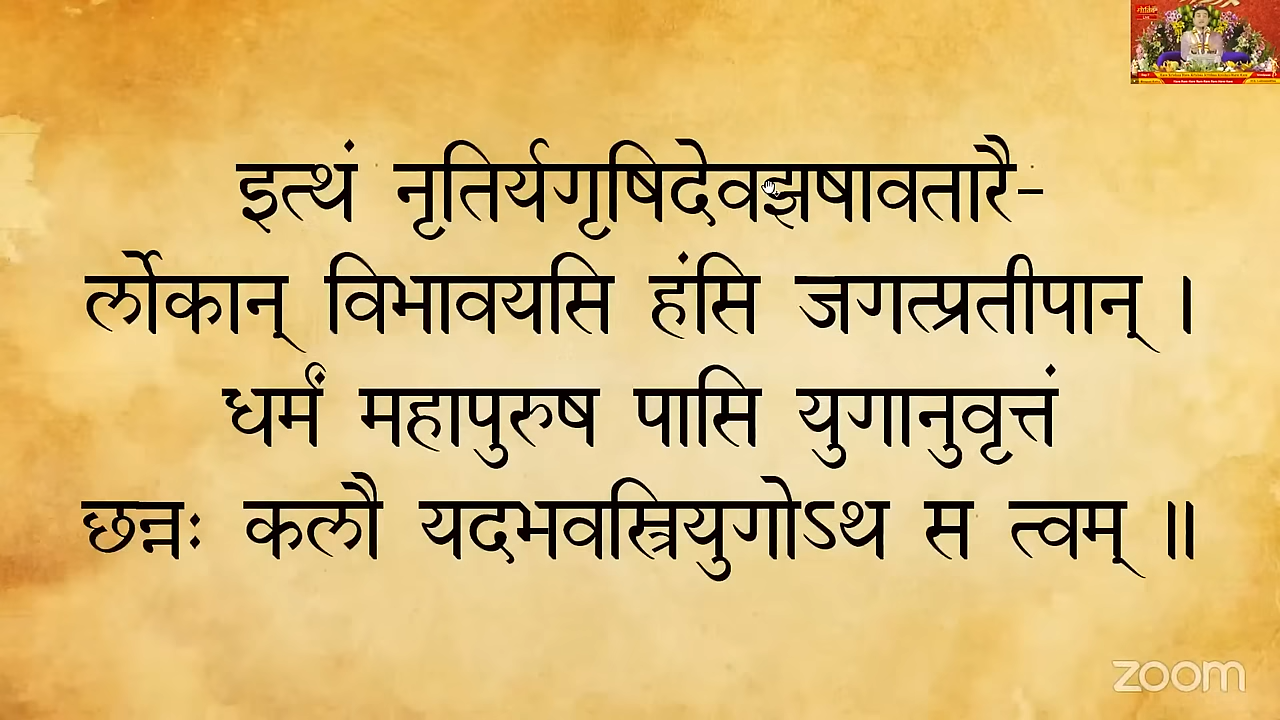 इत्थं नृतिर्यगृषिदेवझषावतारै-
र्लोकान् विभावयसि हंसि जगत्प्रतीपान् ।
धर्मं महापुरुष पासि युगानुवृत्तं
छन्नः कलौ यदभवस्त्रियुगोऽथ स त्वम् ॥
zoom